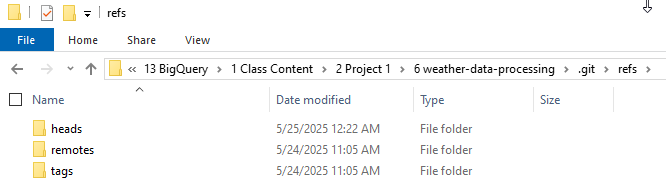 refs
File Home Share View
« 13 BigQuery > 1 Class Content > 2 Project 1 > 6 weather-data-processing > .git > refs >
Name Date modified Type Size
heads 5/25/2025 12:22 AM File folder
remotes 5/24/2025 11:05 AM File folder
tags 5/24/2025 11:05 AM File folder